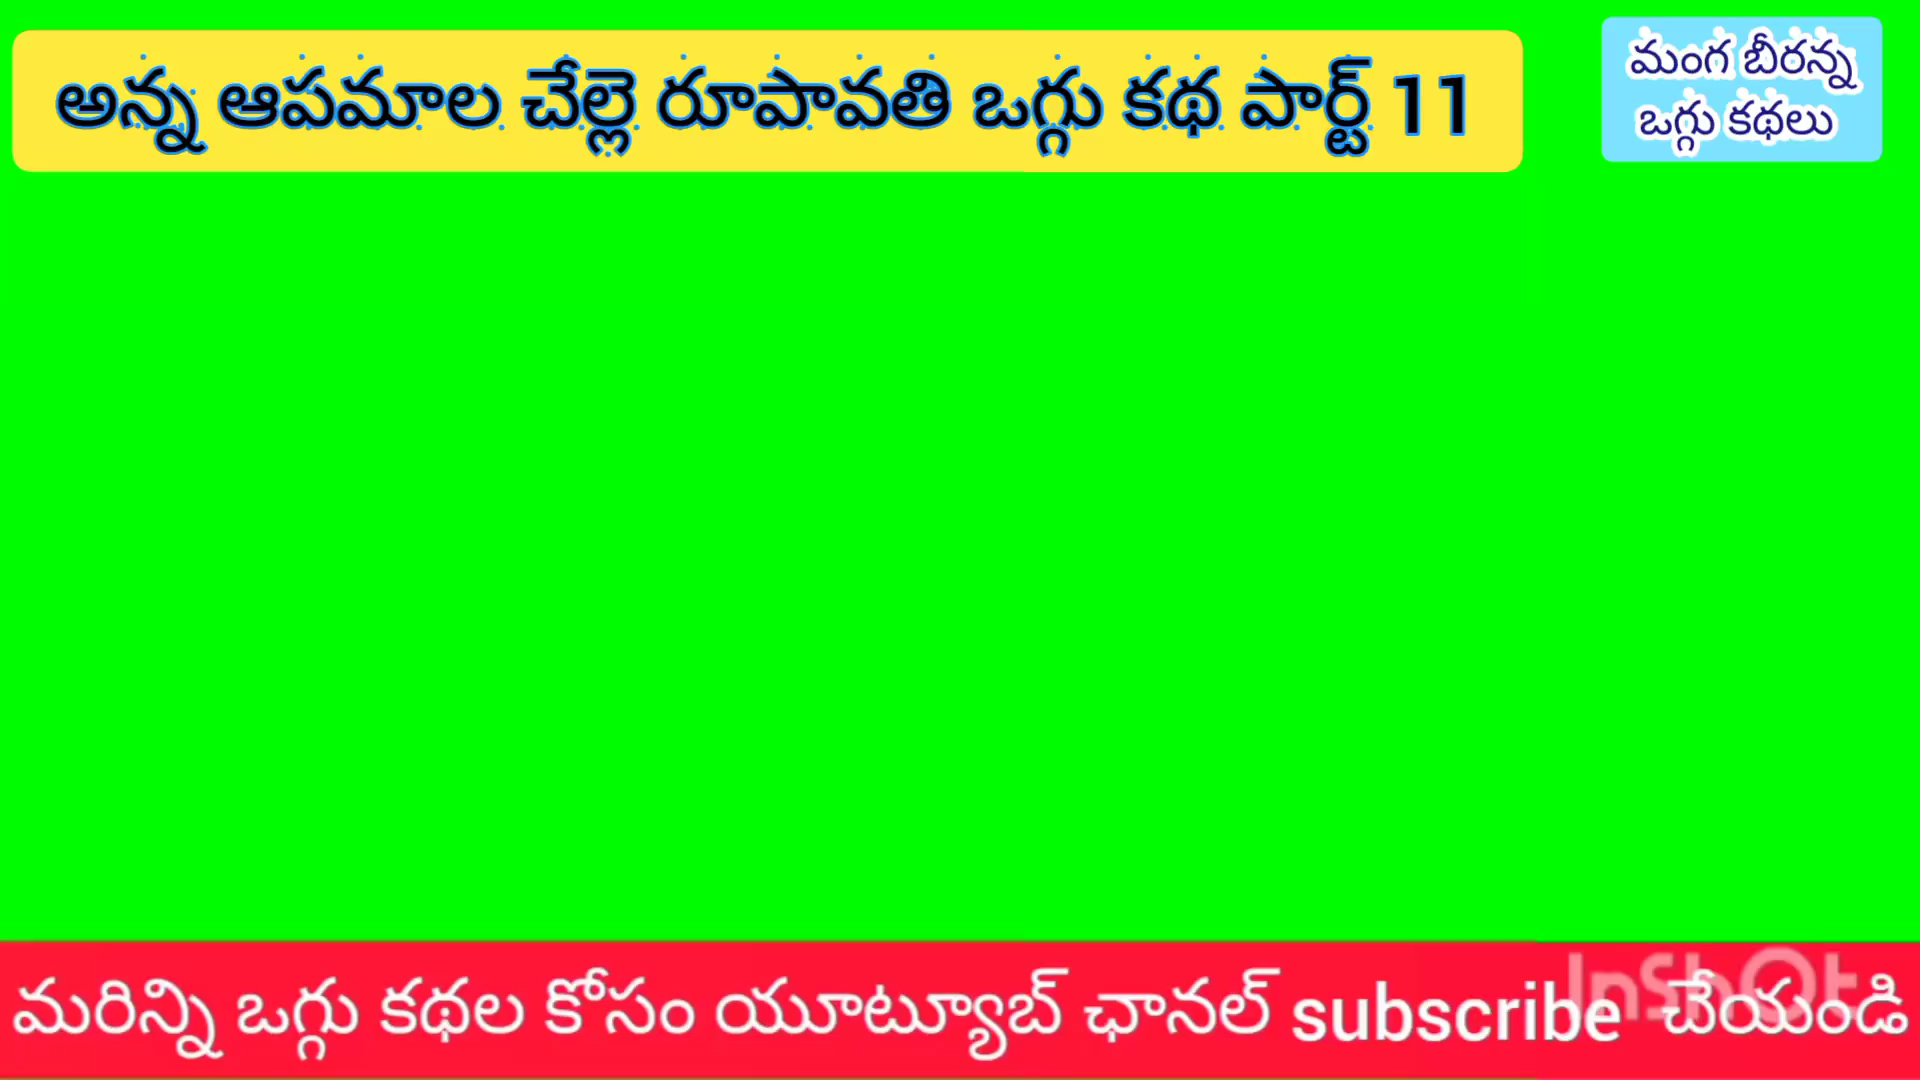 అన్న ఆపమాల చేల్లె రూపావతి ఒగ్గు కథ పార్ట్ 11
మంగ బీరన్న
ఒగ్గు కథలు
మరిన్ని ఒగ్గు కథల కోసం యూట్యూబ్ ఛానల్ subscribe చేయండి
InShOt